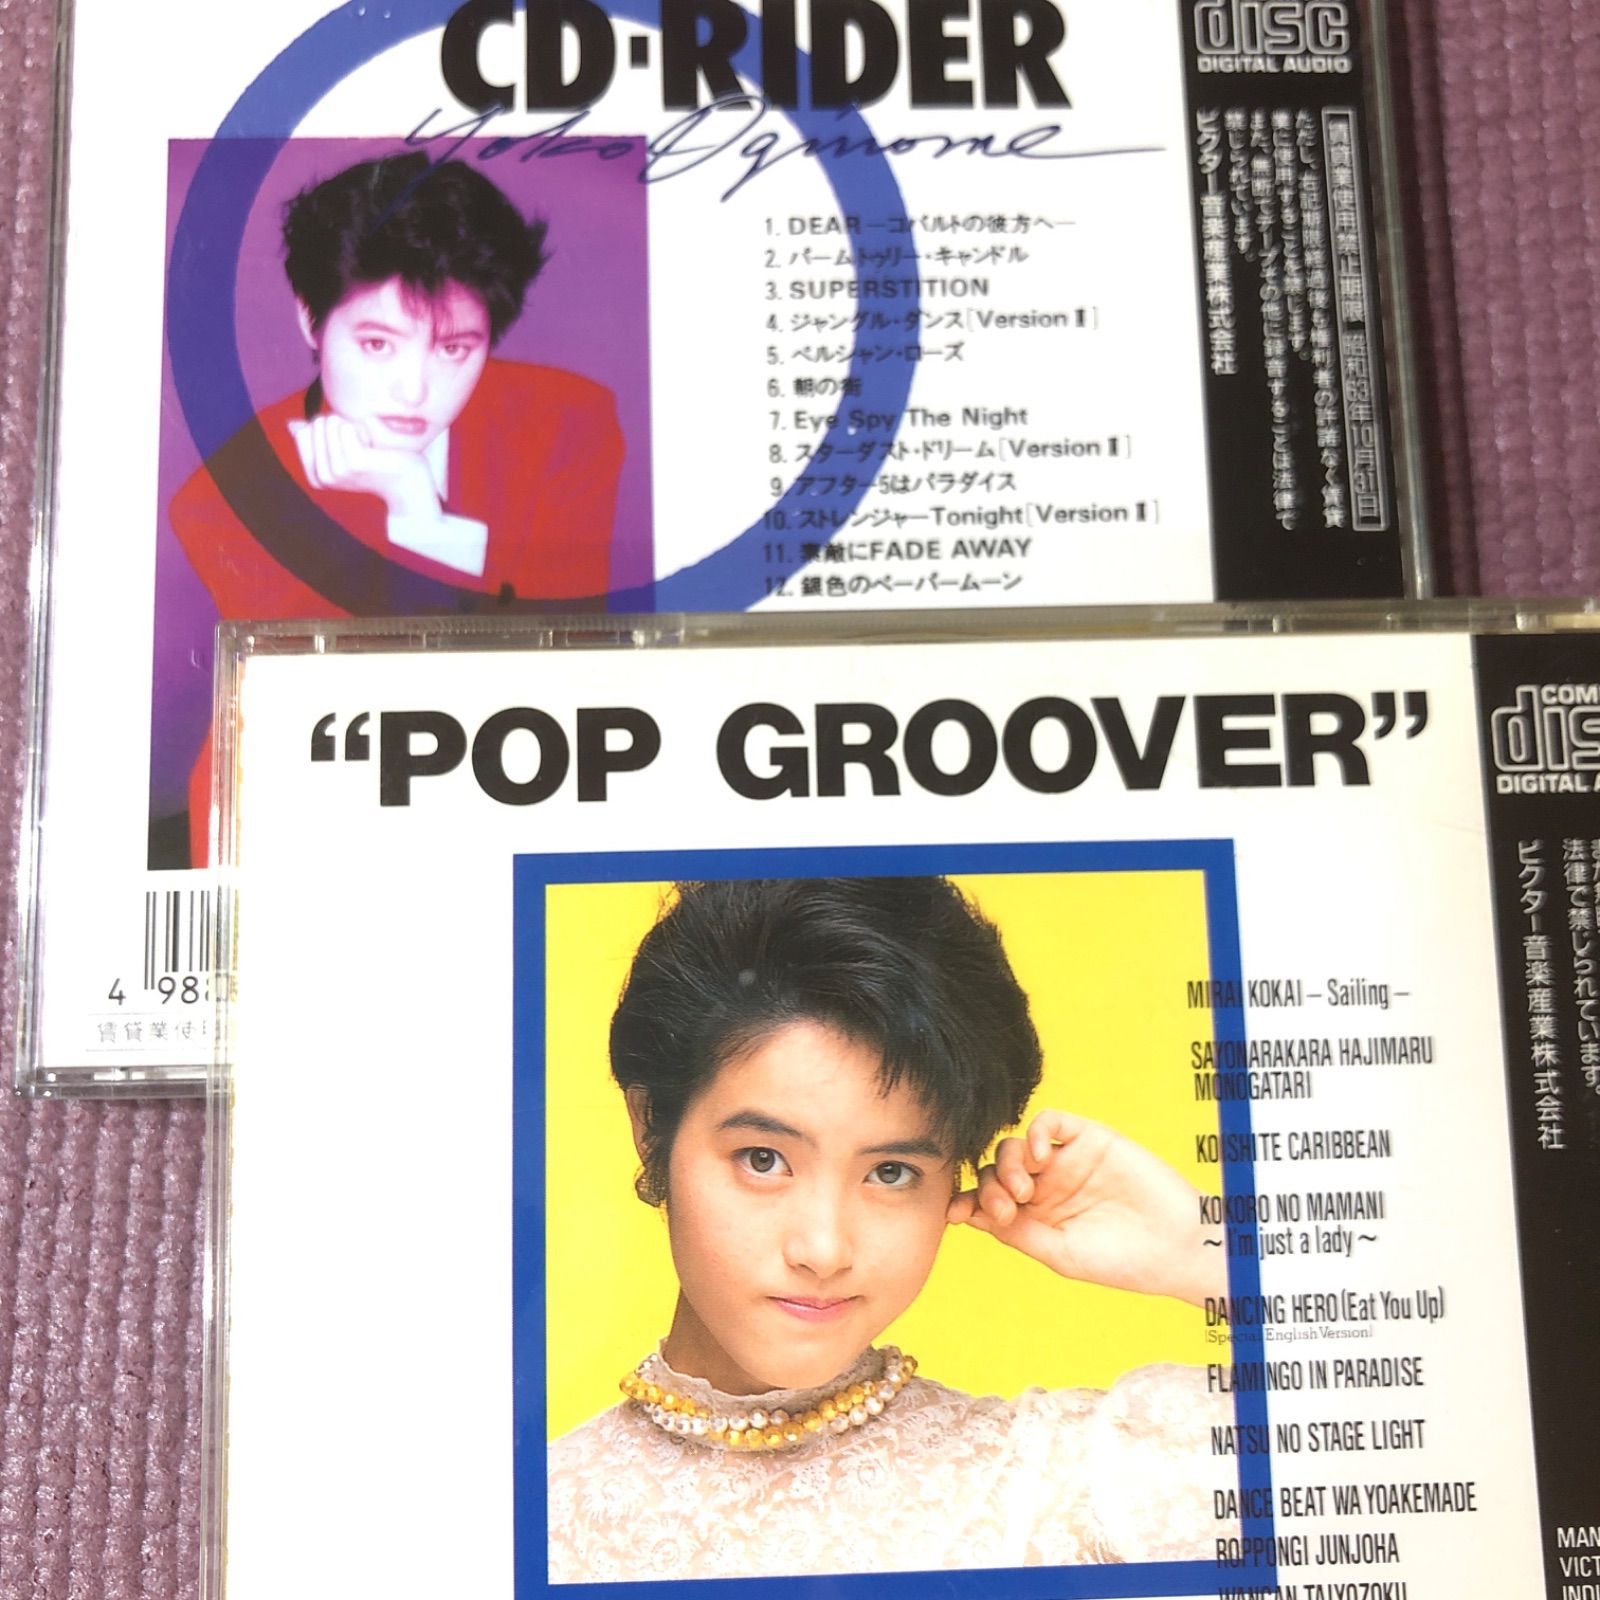 CD・RIDER
Yoko Oginome
disc
DIGITAL AUDIO
1. DEAR―コバルトの彼方へ―
2. パームトゥリー・キャンドル
3. SUPERSTITION
4. ジャングル・ダンス[Version Ⅱ]
5. ペルシャン・ローズ
6. 朝の街
7. Eye Spy The Night
8. スターダスト・ドリーム[Version Ⅱ]
9. アフター5はパラダイス
10. ストレンジャーTonight[Version Ⅱ]
11. 素敵にFADE AWAY
12. 銀色のペーパームーン
賃貸業使用禁止期限 昭和63年10月31日
ただし、右記期限経過後も権利者の許諾なく賃貸
業に使用することを禁じます。
また、無断でテープその他に録音することは法律で
禁じられています。
ビクター音楽産業株式会社
4 988
賃貸業使用
"POP GROOVER"
disc
DIGITAL
MIRAI KOKAI – Sailing –
SAYONARAKARA HAJIMARU
MONOGATARI
KOISHITE CARIBBEAN
KOKORO NO MAMANI
~ I'm just a lady ~
DANCING HERO (Eat You Up)
[Special English Version]
FLAMINGO IN PARADISE
NATSU NO STAGE LIGHT
DANCE BEAT WA YOAKEMADE
ROPPONGI JUNJOHA
WANGAN TAIYOZOKU
法律で禁じられています。
ビクター音楽産業株式会社
MAN
VICT
INDU